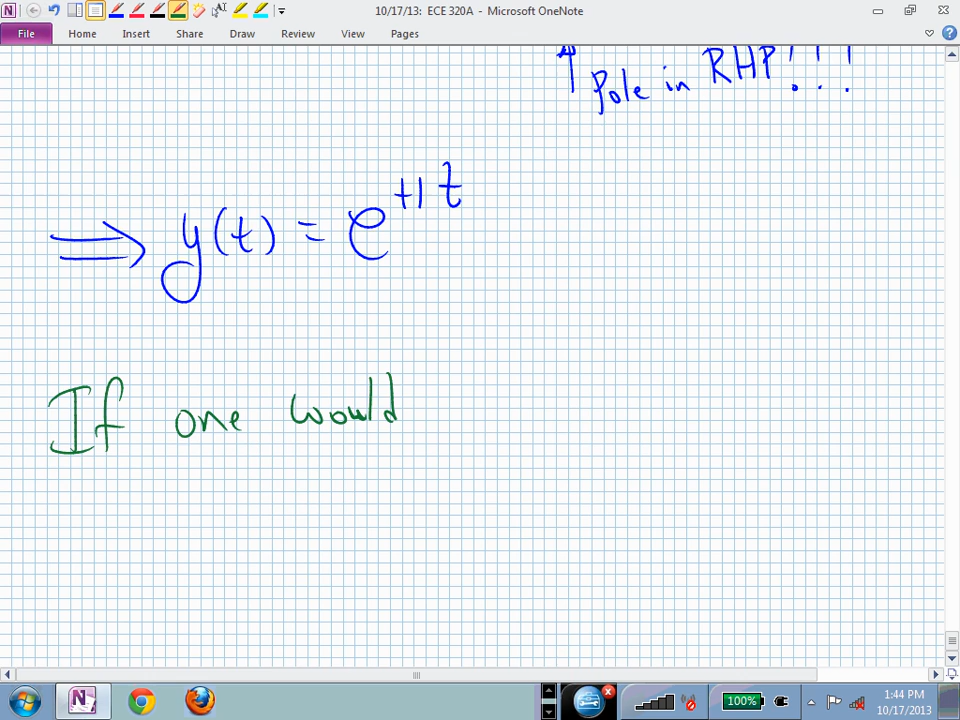 10/17/13: ECE 320A - Microsoft OneNote
File Home Insert Share Draw Review View Pages
Pole in RHP!!!
⇒ y(t) = e^{+1t}
If one would
100%
1:44 PM
10/17/2013